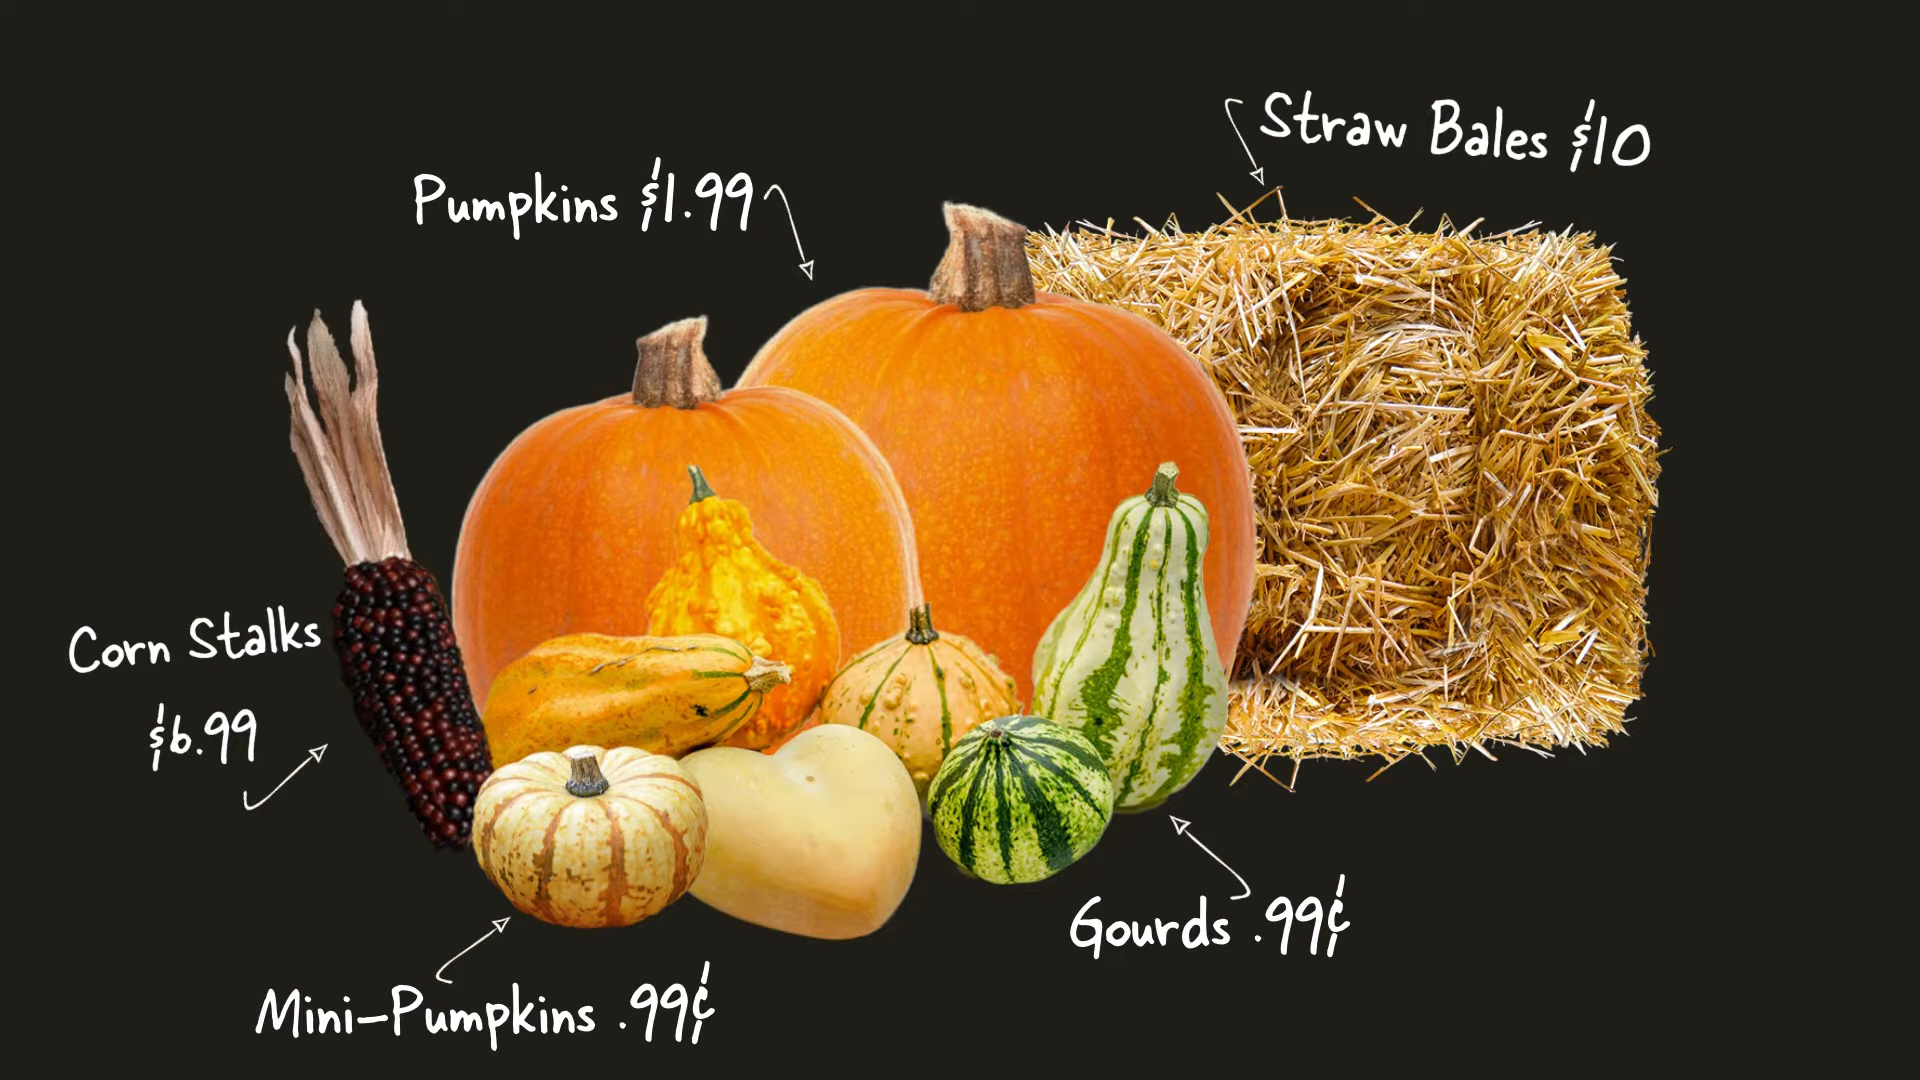 Straw Bales $10
Pumpkins $1.99
Corn Stalks
$6.99
Gourds .99¢
Mini-Pumpkins .99¢